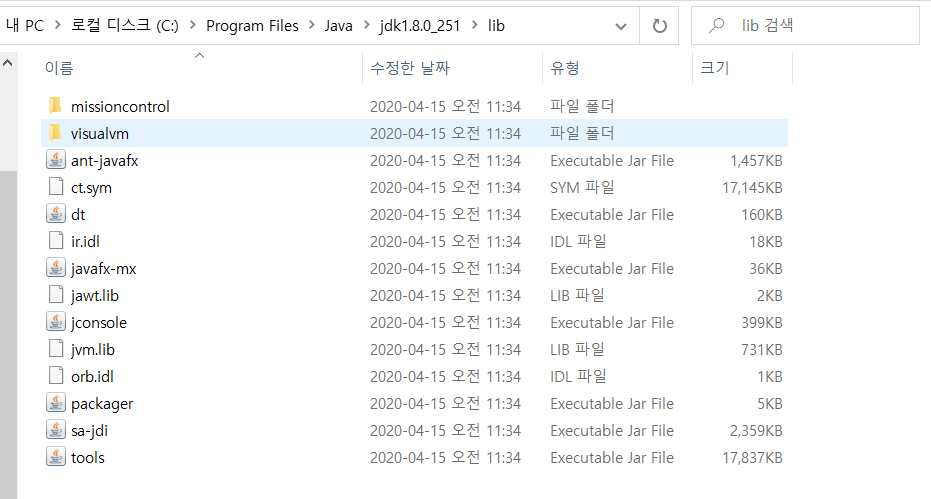 내 PC > 로컬 디스크 (C:) > Program Files > Java > jdk1.8.0_251 > lib lib 검색
이름 수정한 날짜 유형 크기
missioncontrol 2020-04-15 오전 11:34 파일 폴더
visualvm 2020-04-15 오전 11:34 파일 폴더
ant-javafx 2020-04-15 오전 11:34 Executable Jar File 1,457KB
ct.sym 2020-04-15 오전 11:34 SYM 파일 17,145KB
dt 2020-04-15 오전 11:34 Executable Jar File 160KB
ir.idl 2020-04-15 오전 11:34 IDL 파일 18KB
javafx-mx 2020-04-15 오전 11:34 Executable Jar File 36KB
jawt.lib 2020-04-15 오전 11:34 LIB 파일 2KB
jconsole 2020-04-15 오전 11:34 Executable Jar File 399KB
jvm.lib 2020-04-15 오전 11:34 LIB 파일 731KB
orb.idl 2020-04-15 오전 11:34 IDL 파일 1KB
packager 2020-04-15 오전 11:34 Executable Jar File 5KB
sa-jdi 2020-04-15 오전 11:34 Executable Jar File 2,359KB
tools 2020-04-15 오전 11:34 Executable Jar File 17,837KB